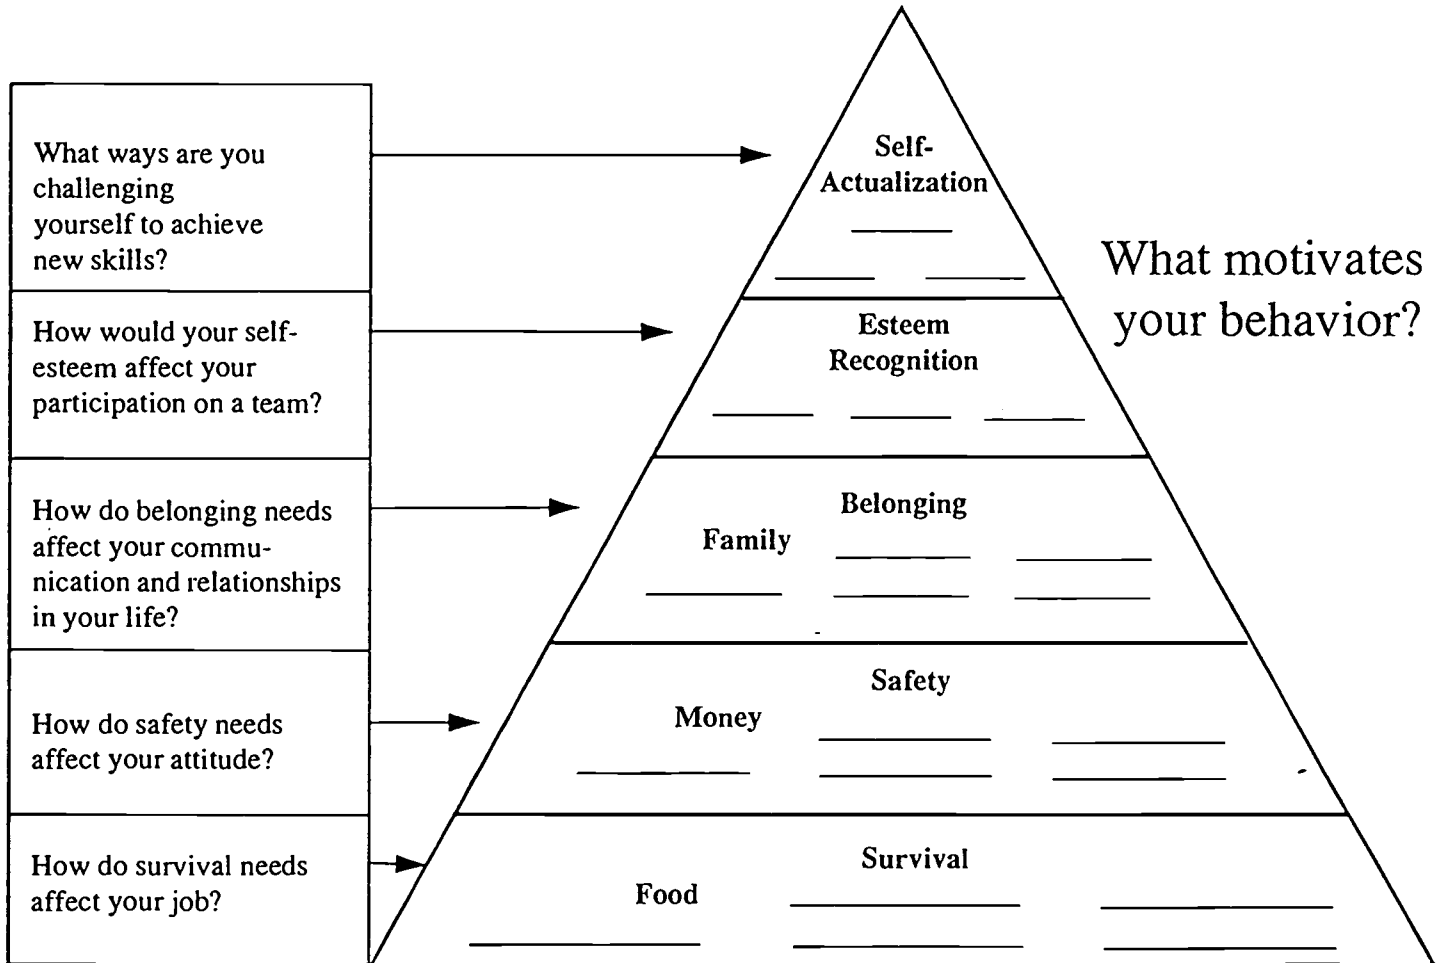 What ways are you
challenging
yourself to achieve
new skills?
How would your self-
esteem affect your
participation on a team?
How do belonging needs
affect your commu-
nication and relationships
in your life?
How do safety needs
affect your attitude?
How do survival needs
affect your job?
Self-
Actualization
Esteem
Recognition
Belonging
Family
Safety
Money
Survival
Food
What motivates
your behavior?